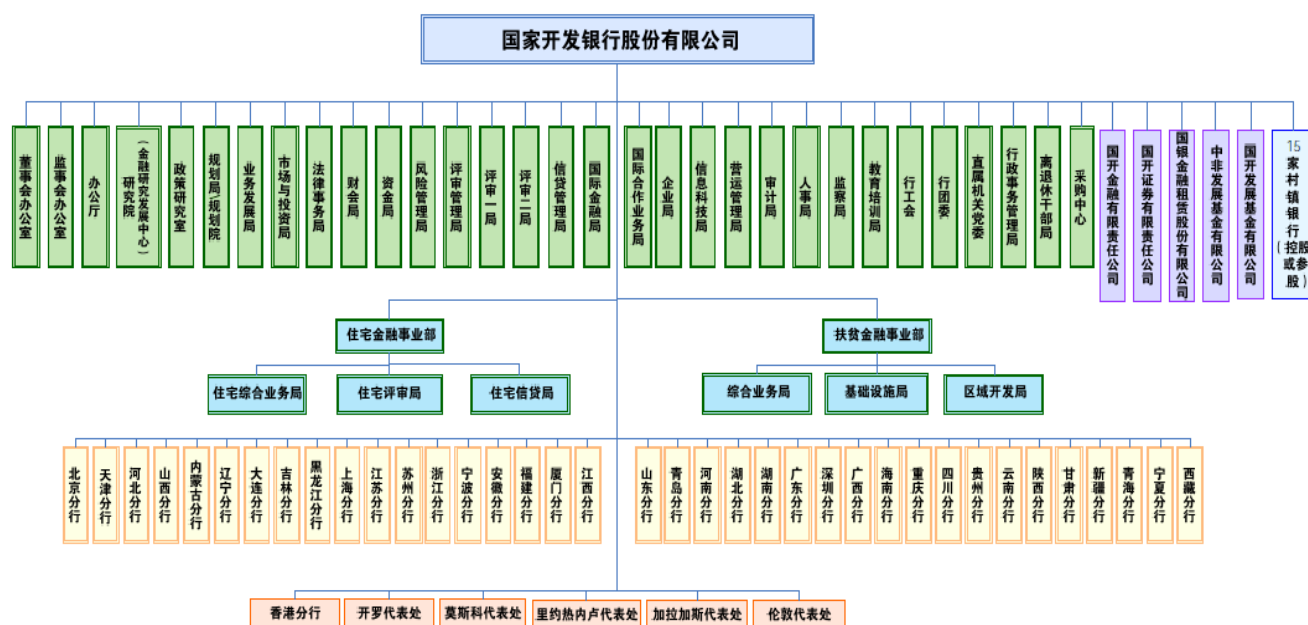 国家开发银行股份有限公司
董事会办公室
监事会办公室
办公厅
研究院
(金融研究发展中心)
政策研究室
规划局/规划院
业务发展局
市场与投资局
法律事务局
财会局
资金局
风险管理局
评审管理局
评审一局
评审二局
信贷管理局
国际金融局
国际合作业务局
企业局
信息科技局
营运管理局
审计局
人事局
监察局
教育培训局
行工会
行团委
直属机关党委
行政事务管理局
离退休干部局
采购中心
国开金融有限责任公司
国开证券有限责任公司
国银金融租赁股份有限公司
中非发展基金有限公司
国开发展基金有限公司
15
家村镇银行
(控股
或参
股)
住宅金融事业部
扶贫金融事业部
住宅综合业务局
住宅评审局
住宅信贷局
综合业务局
基础设施局
区域开发局
北京分行
天津分行
河北分行
山西分行
内蒙古分行
辽宁分行
大连分行
吉林分行
黑龙江分行
上海分行
江苏分行
苏州分行
浙江分行
宁波分行
安徽分行
福建分行
厦门分行
江西分行
山东分行
青岛分行
河南分行
湖北分行
湖南分行
广东分行
深圳分行
广西分行
海南分行
重庆分行
四川分行
贵州分行
云南分行
陕西分行
甘肃分行
新疆分行
青海分行
宁夏分行
西藏分行
香港分行
开罗代表处
莫斯科代表处
里约热内卢代表处
加拉加斯代表处
伦敦代表处